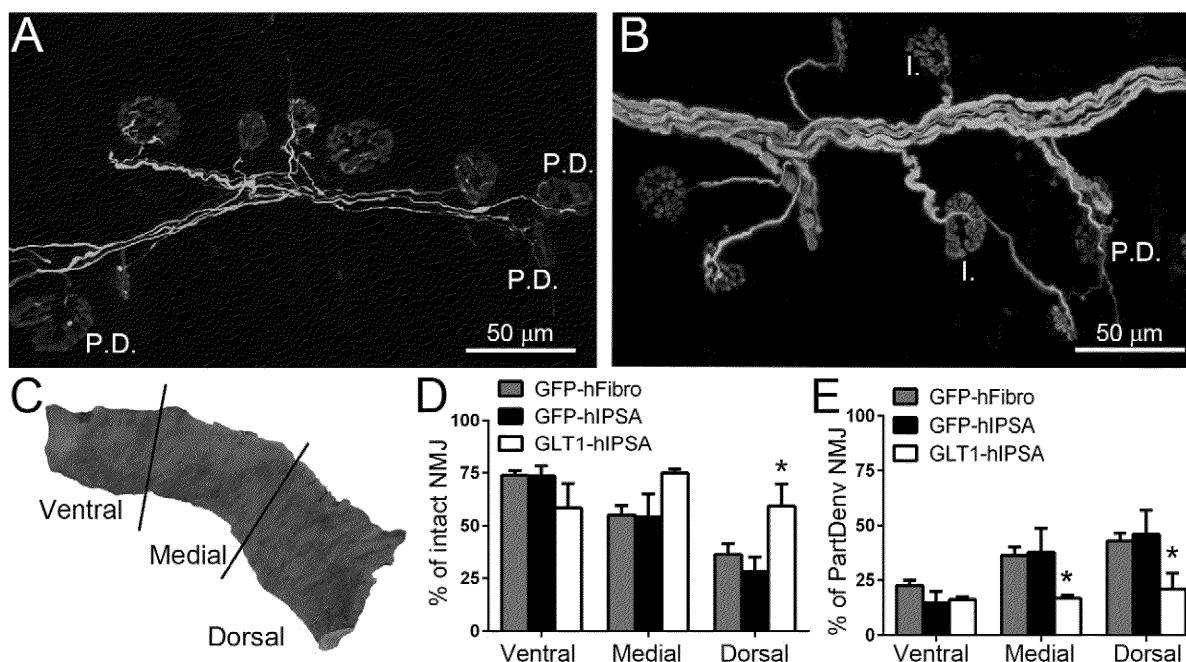 A
P.D.
P.D.
P.D.
50 μm
B
I.
I.
P.D.
50 μm
C
Ventral
Medial
Dorsal
D
GFP-hFibro
GFP-hIPSA
GLT1-hIPSA
% of intact NMJ
100
75
50
25
0
*
Ventral
Medial
Dorsal
E
GFP-hFibro
GFP-hIPSA
GLT1-hIPSA
% of PartDenv NMJ
100
75
50
25
0
*
*
Ventral
Medial
Dorsal